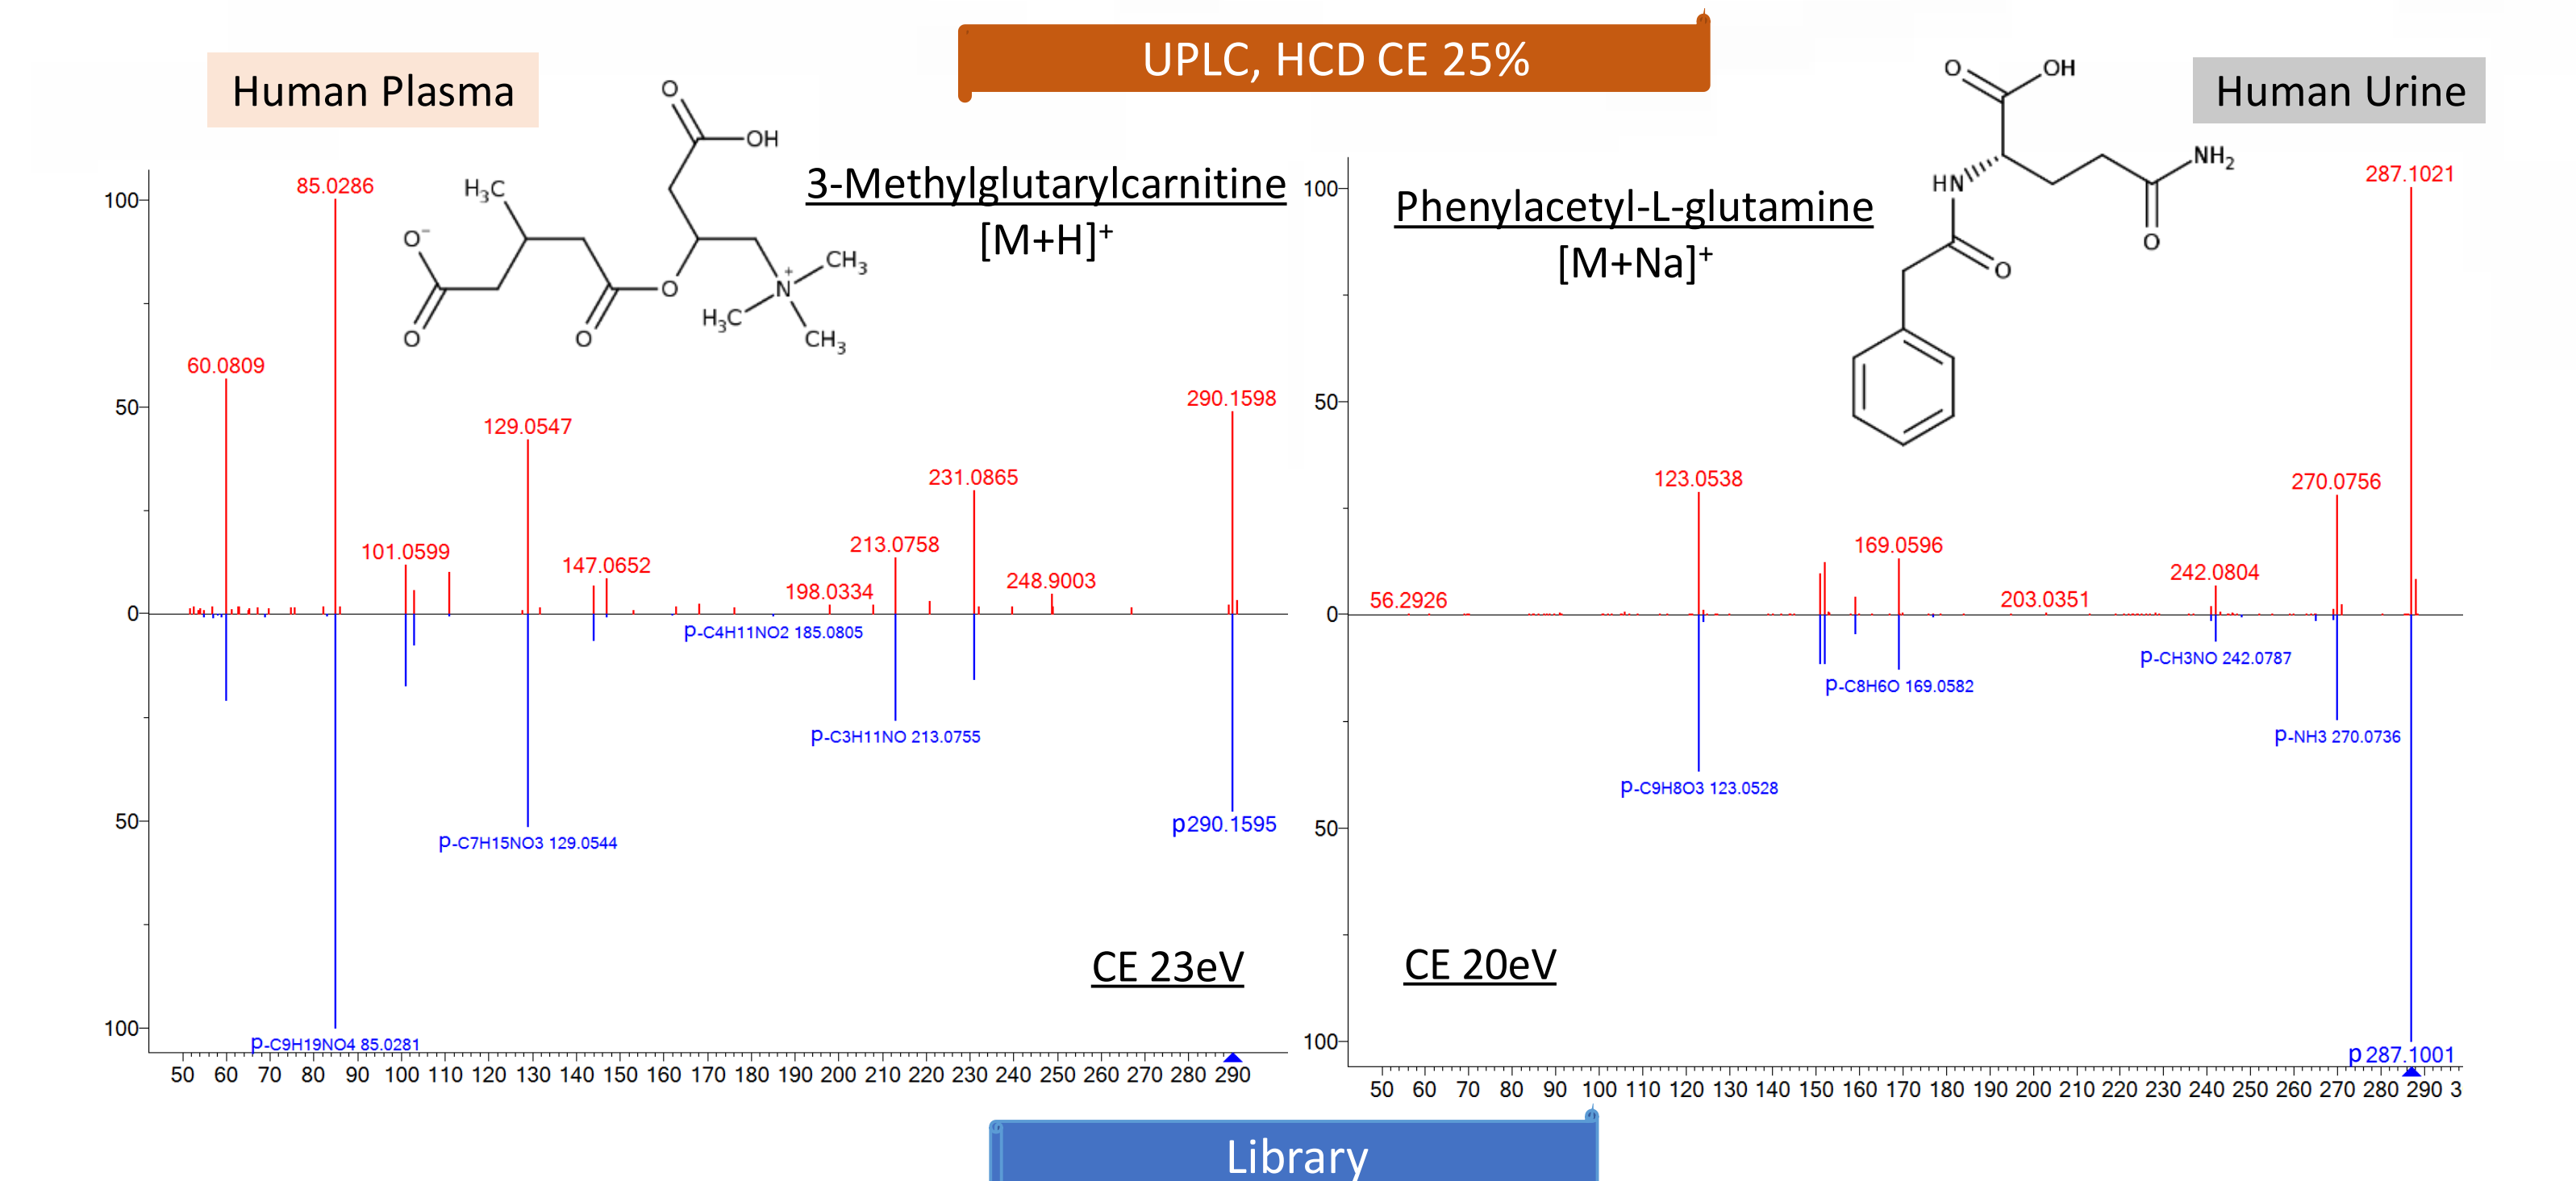 UPLC, HCD CE 25%
Human Plasma
Human Urine
3-Methylglutarylcarnitine
[M+H]+
O
OH
H3C
O-
O
O
O
N+
CH3
H3C
CH3
100
50
0
50
100
85.0286
60.0809
129.0547
101.0599
147.0652
198.0334
213.0758
231.0865
248.9003
290.1598
p-C4H11NO2 185.0805
p-C3H11NO 213.0755
p-C7H15NO3 129.0544
p290.1595
p-C9H19NO4 85.0281
CE 23eV
50 60 70 80 90 100 110 120 130 140 150 160 170 180 190 200 210 220 230 240 250 260 270 280 290
Phenylacetyl-L-glutamine
[M+Na]+
O
OH
HN
NH2
O
O
100
50
0
50
100
287.1021
123.0538
270.0756
169.0596
242.0804
56.2926
203.0351
p-CH3NO 242.0787
p-C8H6O 169.0582
p-NH3 270.0736
p-C9H8O3 123.0528
p 287.1001
CE 20eV
50 60 70 80 90 100 110 120 130 140 150 160 170 180 190 200 210 220 230 240 250 260 270 280 290 3
Library